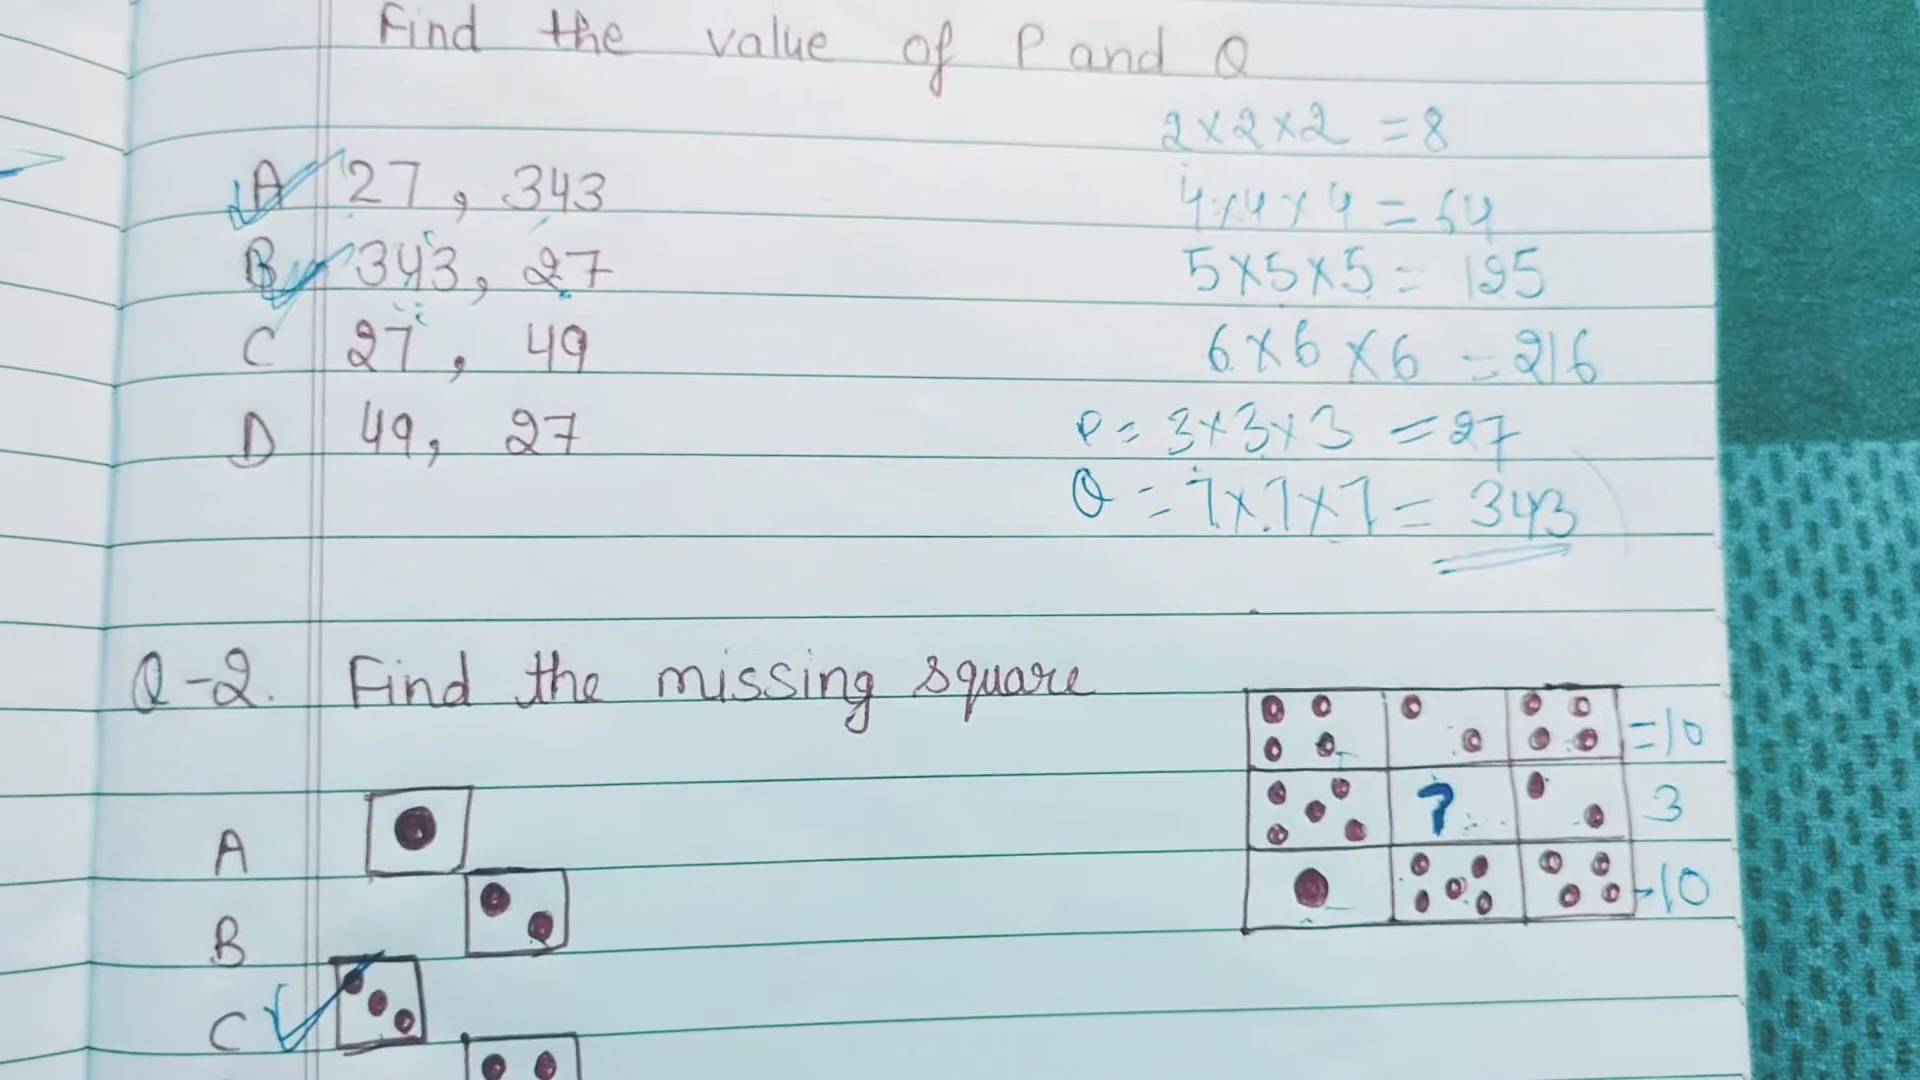 Find the value of P and Q
2×2×2 = 8
A 27, 343
4×4×4 = 64
B 343, 27
5×5×5 = 125
C 27, 49
6×6×6 = 216
D 49, 27
P = 3×3×3 = 27
Q = 7×7×7 = 343
Q-2. Find the missing square
=10
? 3
10
A
B
C